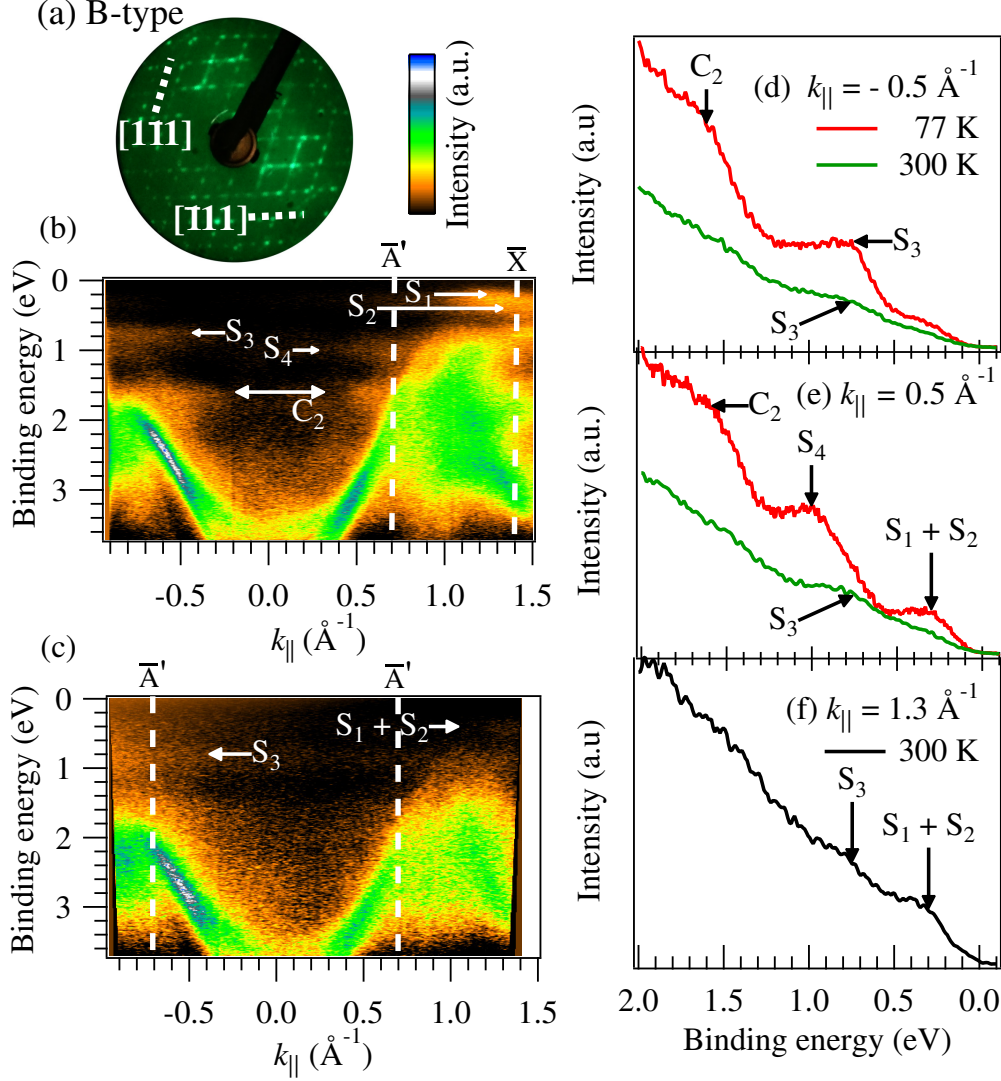 (a) B-type
[1̅1̅1]
[1̅11]
Intensity (a.u.)
(b)
A̅'
X̅
0
1
2
3
Binding energy (eV)
S₁
S₂
S₃
S₄
C₂
-0.5
0.0
0.5
1.0
1.5
k|| (Å⁻¹)
(c)
A̅'
A̅'
0
1
2
3
Binding energy (eV)
S₁ + S₂
S₃
-0.5
0.0
0.5
1.0
1.5
k|| (Å⁻¹)
(d) k|| = - 0.5 Å⁻¹
77 K
300 K
C₂
S₃
S₃
Intensity (a.u)
(e) k|| = 0.5 Å⁻¹
C₂
S₄
S₁ + S₂
S₃
Intensity (a.u.)
(f) k|| = 1.3 Å⁻¹
300 K
S₃
S₁ + S₂
Intensity (a.u)
2.0
1.5
1.0
0.5
0.0
Binding energy (eV)